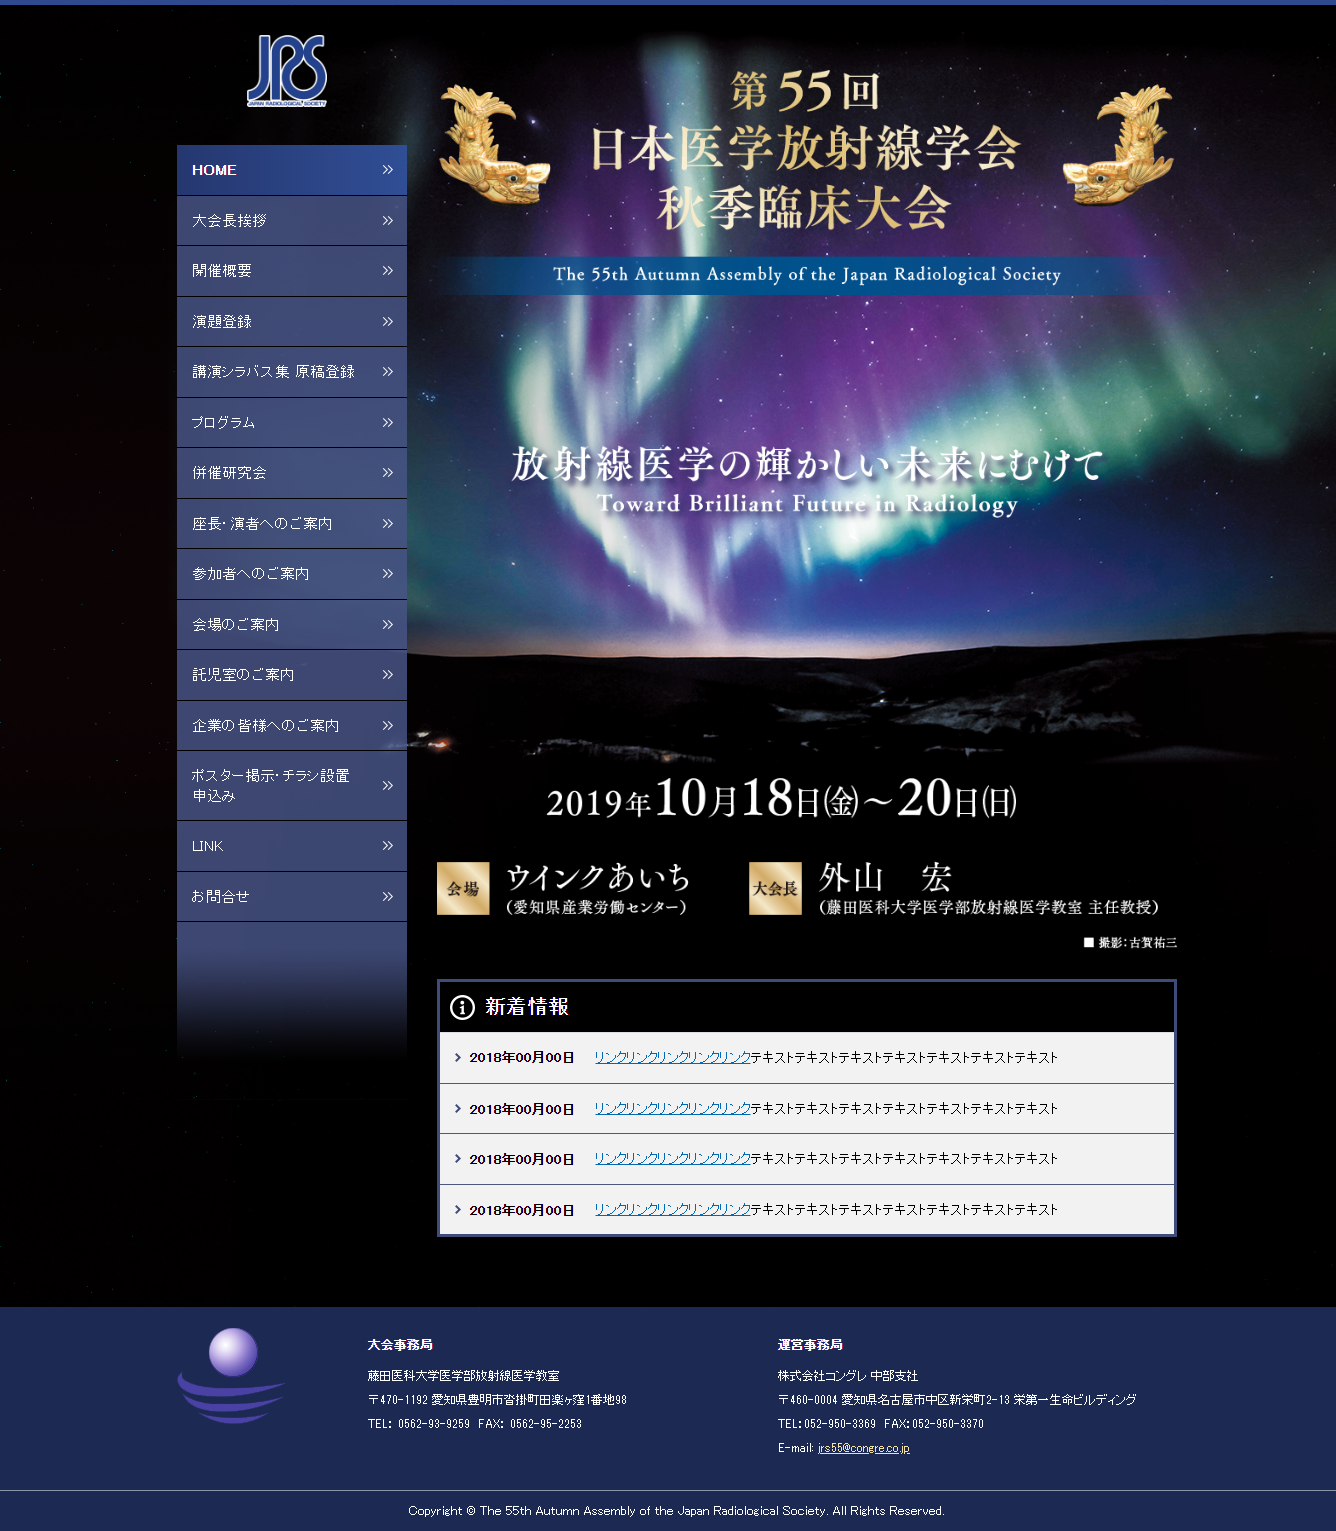 JRS
JAPAN RADIOLOGICAL SOCIETY
HOME
大会長挨拶
開催概要
演題登録
講演シラバス集 原稿登録
プログラム
併催研究会
座長・演者へのご案内
参加者へのご案内
会場のご案内
託児室のご案内
企業の皆様へのご案内
ポスター掲示・チラシ設置
申込み
LINK
お問合せ
第55回
日本医学放射線学会
秋季臨床大会
The 55th Autumn Assembly of the Japan Radiological Society
放射線医学の輝かしい未来にむけて
Toward Brilliant Future in Radiology
2019年10月18日(金)～20日(日)
会場 ウインクあいち
(愛知県産業労働センター)
大会長 外山 宏
(藤田医科大学医学部放射線医学教室 主任教授)
■ 撮影:古賀祐三
新着情報
2018年00月00日 リンクリンクリンクリンクリンクテキストテキストテキストテキストテキストテキストテキスト
2018年00月00日 リンクリンクリンクリンクリンクテキストテキストテキストテキストテキストテキストテキスト
2018年00月00日 リンクリンクリンクリンクリンクテキストテキストテキストテキストテキストテキストテキスト
2018年00月00日 リンクリンクリンクリンクリンクテキストテキストテキストテキストテキストテキストテキスト
大会事務局
藤田医科大学医学部放射線医学教室
〒470-1192 愛知県豊明市沓掛町田楽ヶ窪1番地98
TEL: 0562-93-9259 FAX: 0562-95-2253
運営事務局
株式会社コングレ 中部支社
〒460-0004 愛知県名古屋市中区新栄町2-13 栄第一生命ビルディング
TEL:052-950-3369 FAX:052-950-3370
E-mail: jrs55@congre.co.jp
Copyright © The 55th Autumn Assembly of the Japan Radiological Society. All Rights Reserved.